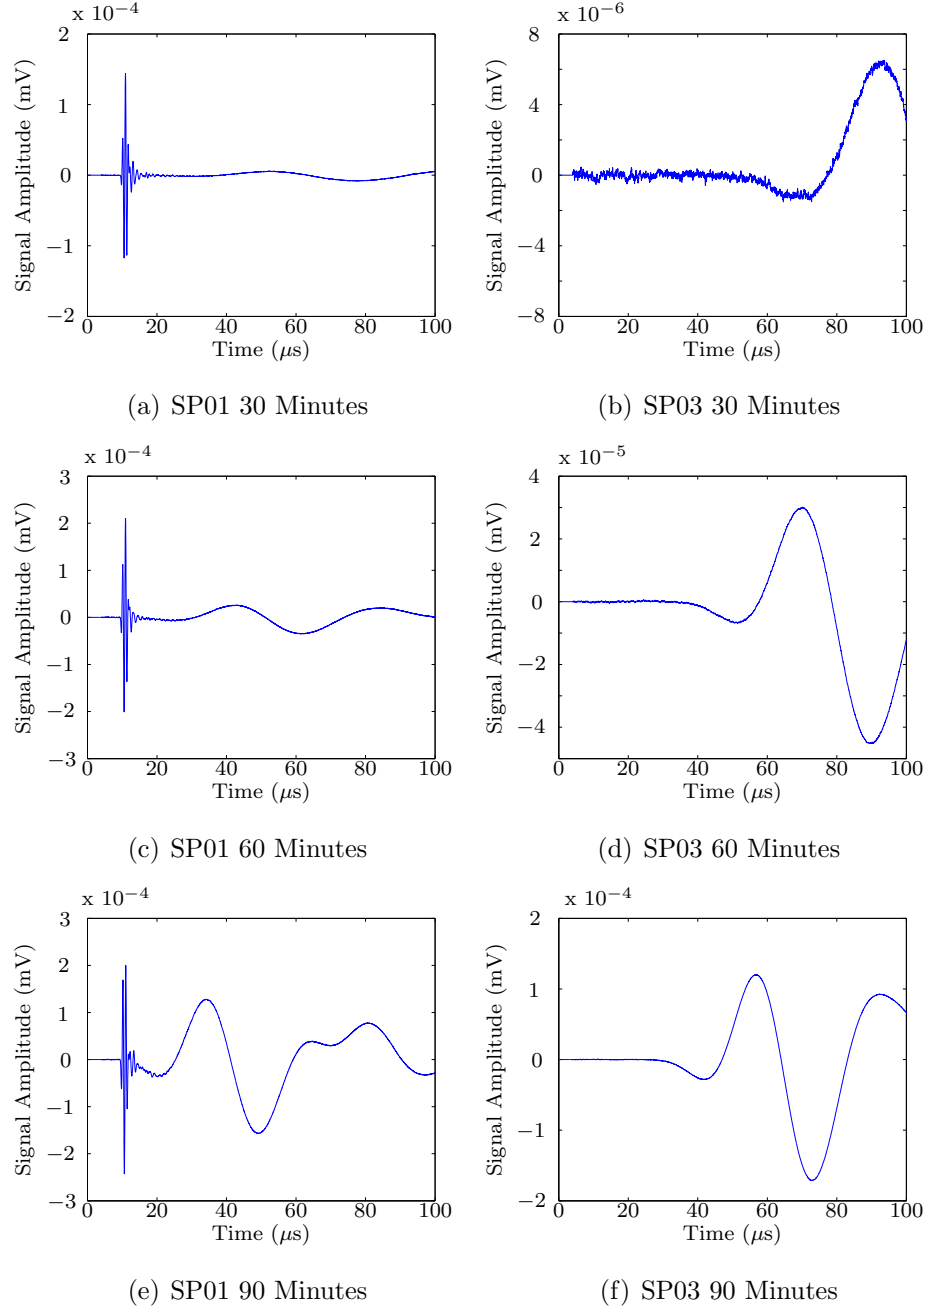 x 10−4
2
1
0
−1
−2
Signal Amplitude (mV)
0 20 40 60 80 100
Time (μs)
(a) SP01 30 Minutes
x 10−6
8
4
0
−4
−8
Signal Amplitude (mV)
0 20 40 60 80 100
Time (μs)
(b) SP03 30 Minutes
x 10−4
3
2
1
0
−1
−2
−3
Signal Amplitude (mV)
0 20 40 60 80 100
Time (μs)
(c) SP01 60 Minutes
x 10−5
4
2
0
−2
−4
Signal Amplitude (mV)
0 20 40 60 80 100
Time (μs)
(d) SP03 60 Minutes
x 10−4
3
2
1
0
−1
−2
−3
Signal Amplitude (mV)
0 20 40 60 80 100
Time (μs)
(e) SP01 90 Minutes
x 10−4
2
1
0
−1
−2
Signal Amplitude (mV)
0 20 40 60 80 100
Time (μs)
(f) SP03 90 Minutes